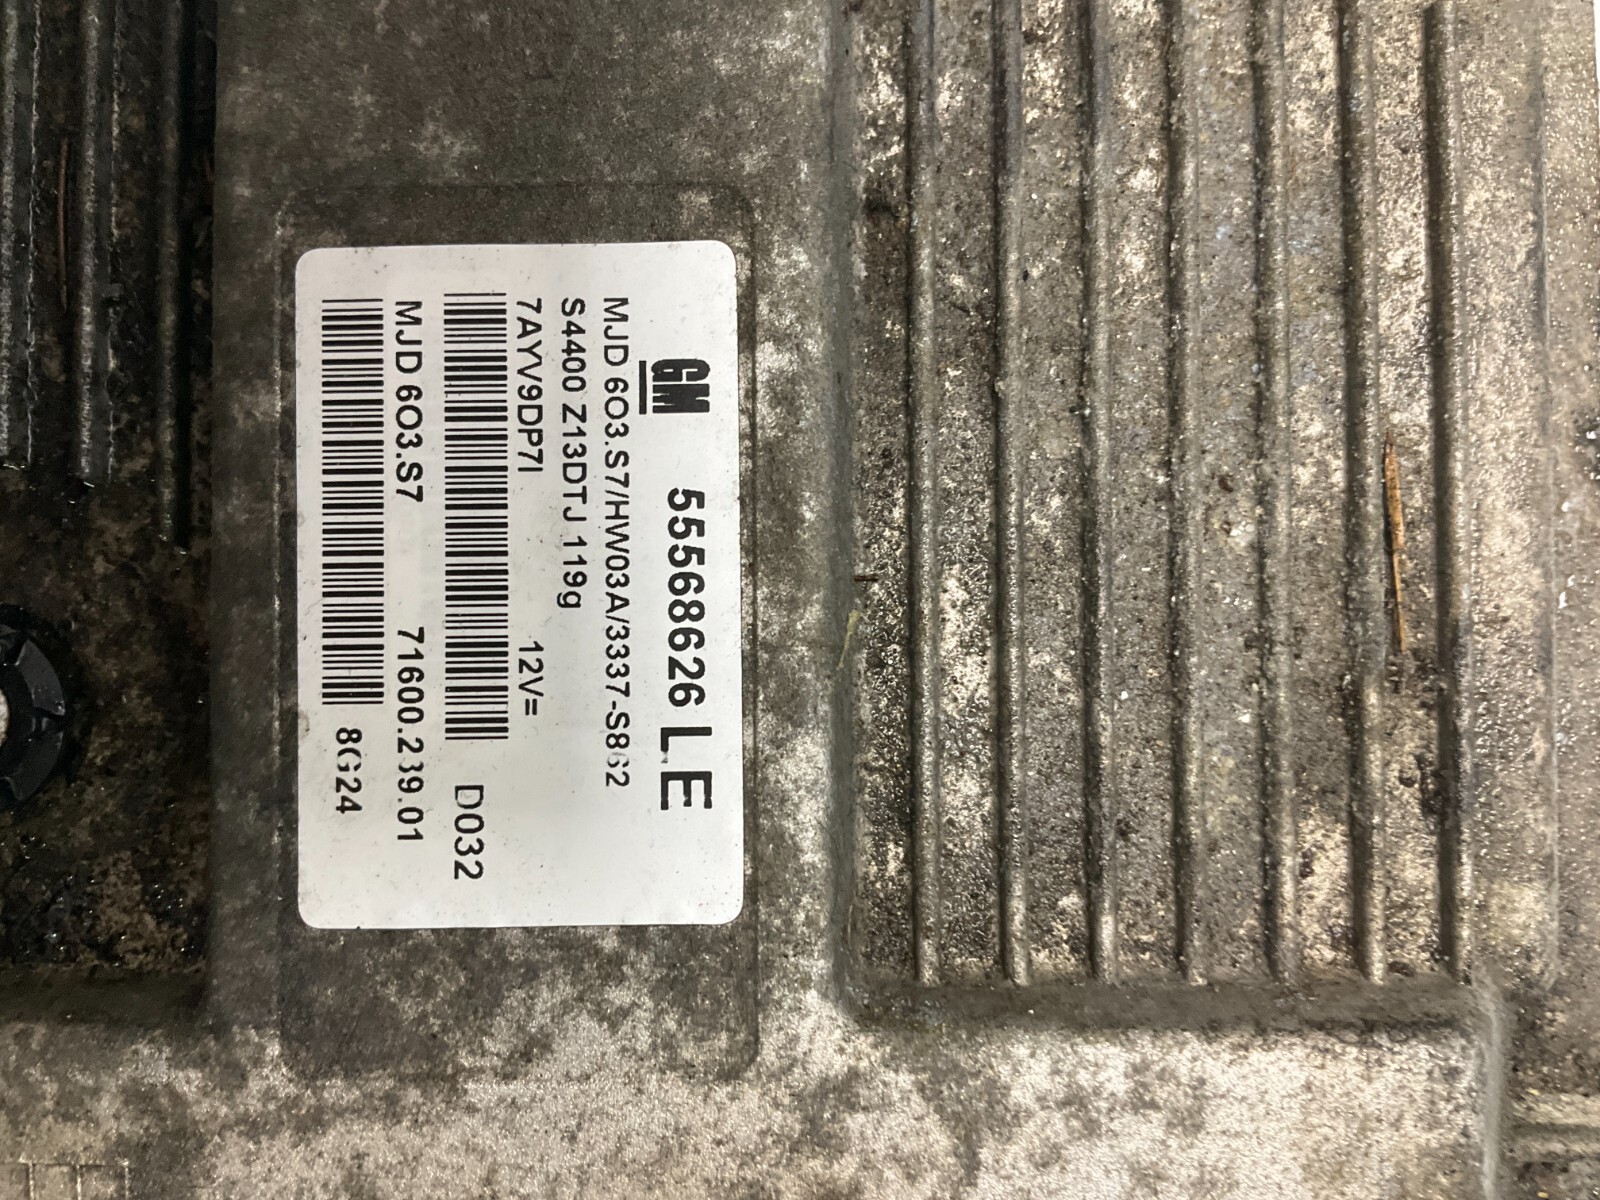 GM 55568626 LE
MJD 6O3.S7/HW03A/3337-S862
S4400 Z13DTJ 119g
7AYV9DP7I 12V=
D032
MJD 6O3.S7 71600.239.01
8G24